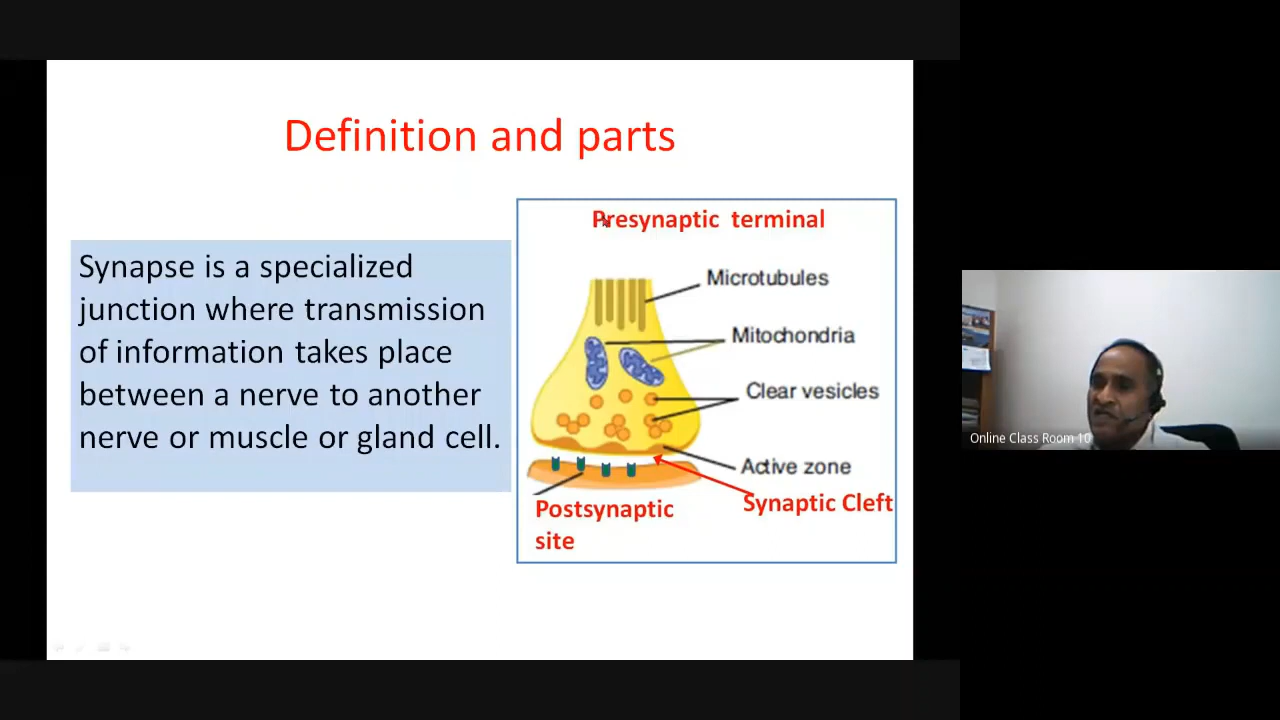 Definition and parts
Synapse is a specialized
junction where transmission
of information takes place
between a nerve to another
nerve or muscle or gland cell.
Presynaptic terminal
Microtubules
Mitochondria
Clear vesicles
Active zone
Synaptic Cleft
Postsynaptic
site
Online Class Room 10